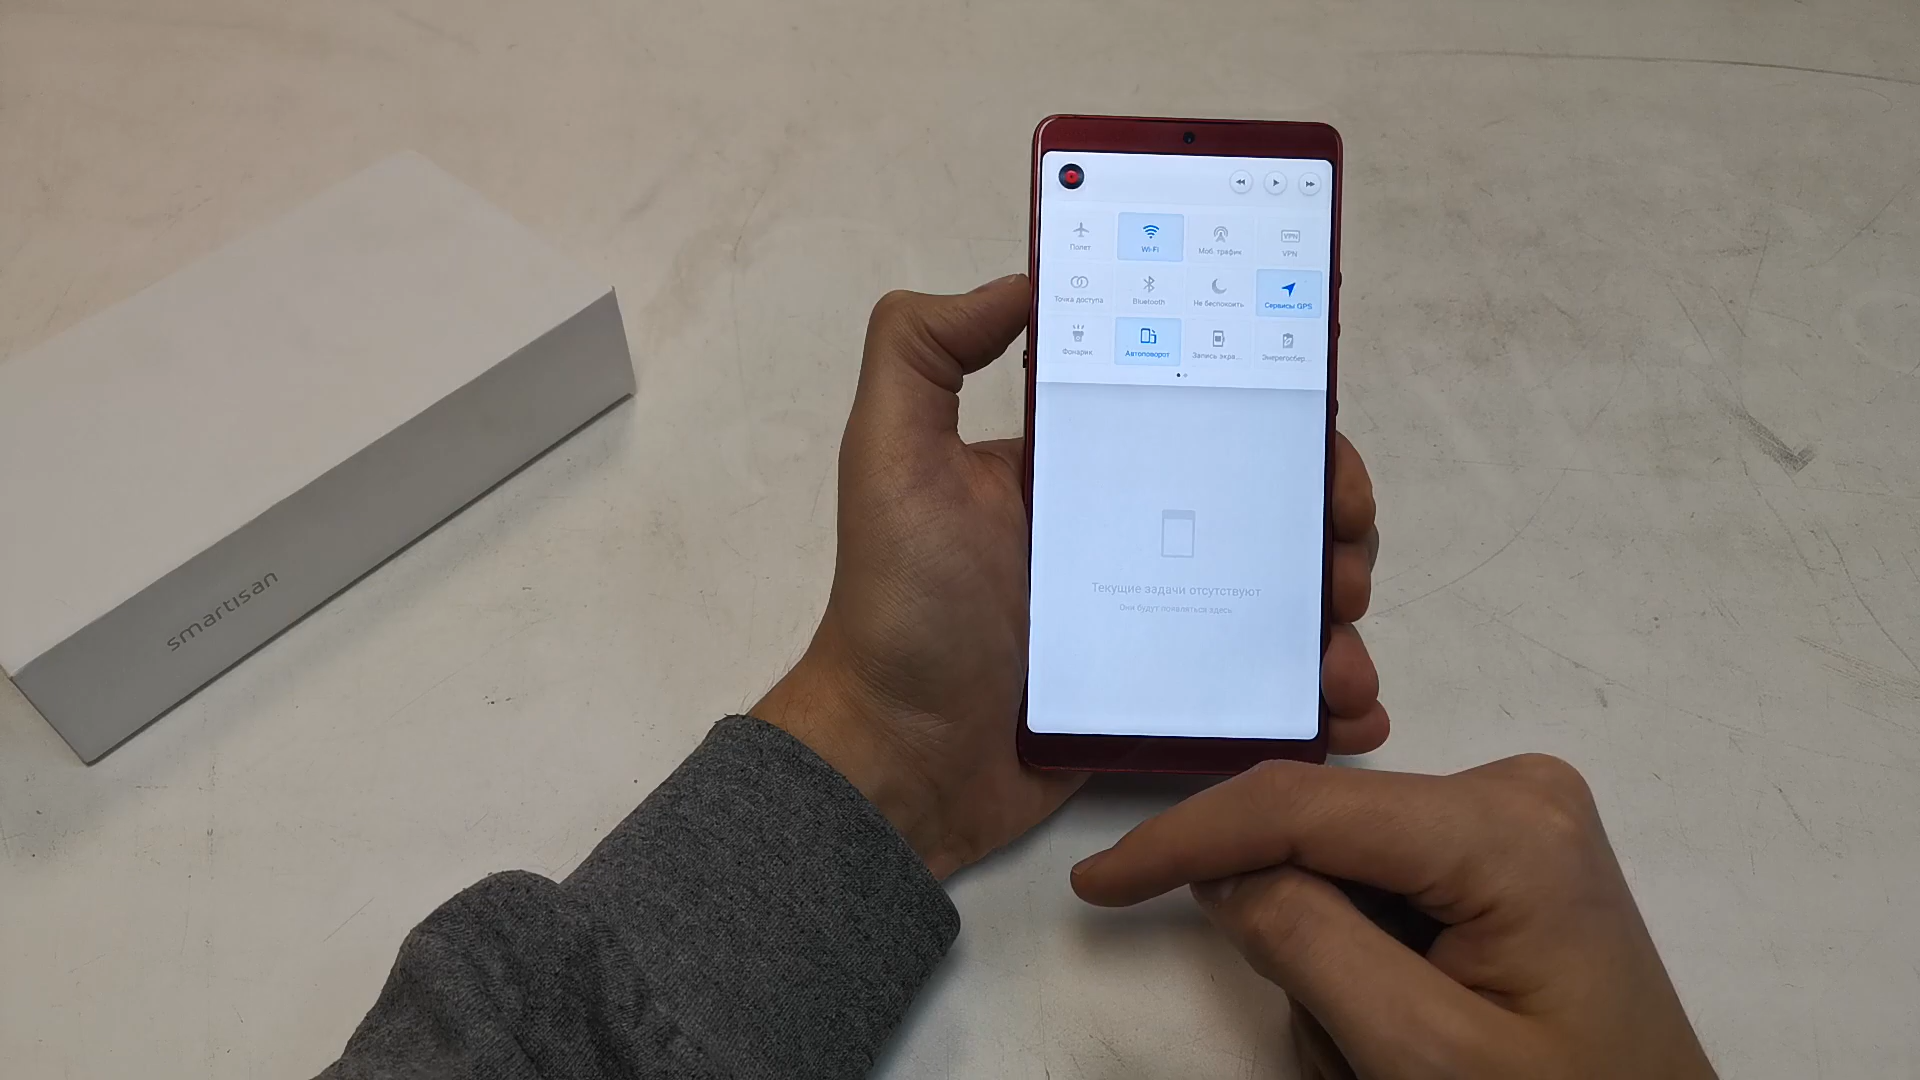 smartisan
Полет
Wi-Fi
Моб. трафик
VPN
VPN
Точка доступа
Bluetooth
Не беспокоить
Сервисы GPS
Фонарик
Автоповорот
Запись экра...
Энергосбер...
Текущие задачи отсутствуют
Они будут появляться здесь